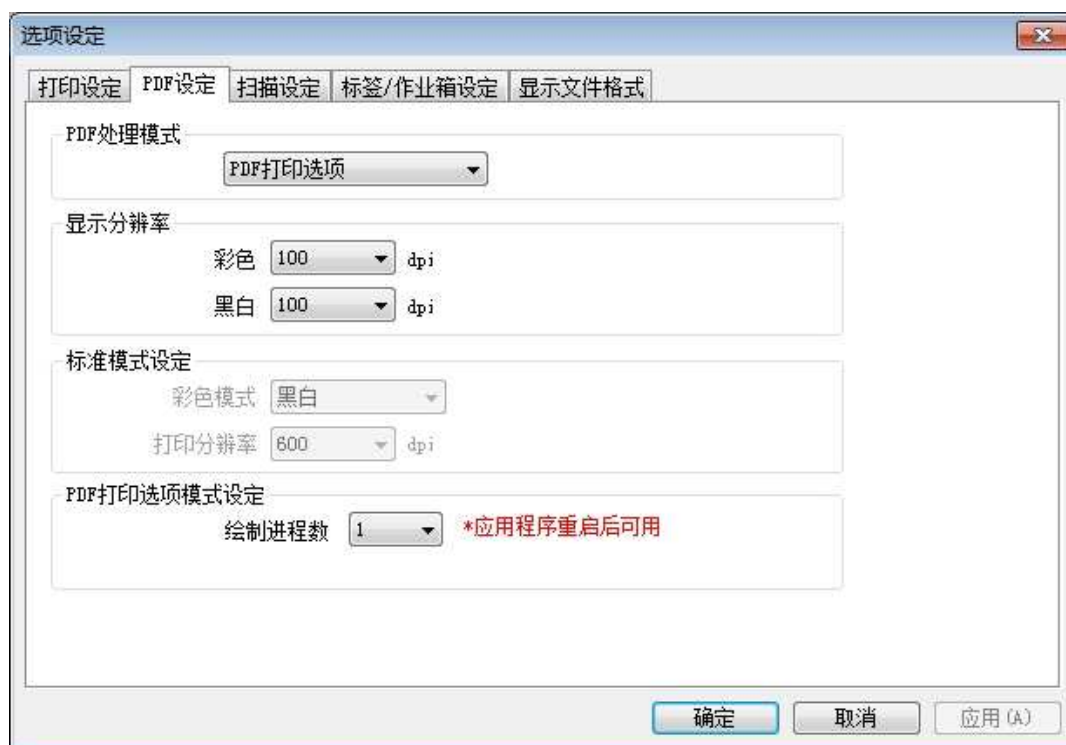 选项设定
打印设定 PDF设定 扫描设定 标签/作业箱设定 显示文件格式
PDF处理模式
PDF打印选项
显示分辨率
彩色 100 dpi
黑白 100 dpi
标准模式设定
彩色模式 黑白
打印分辨率 600 dpi
PDF打印选项模式设定
绘制进程数 1 *应用程序重启后可用
确定 取消 应用(A)